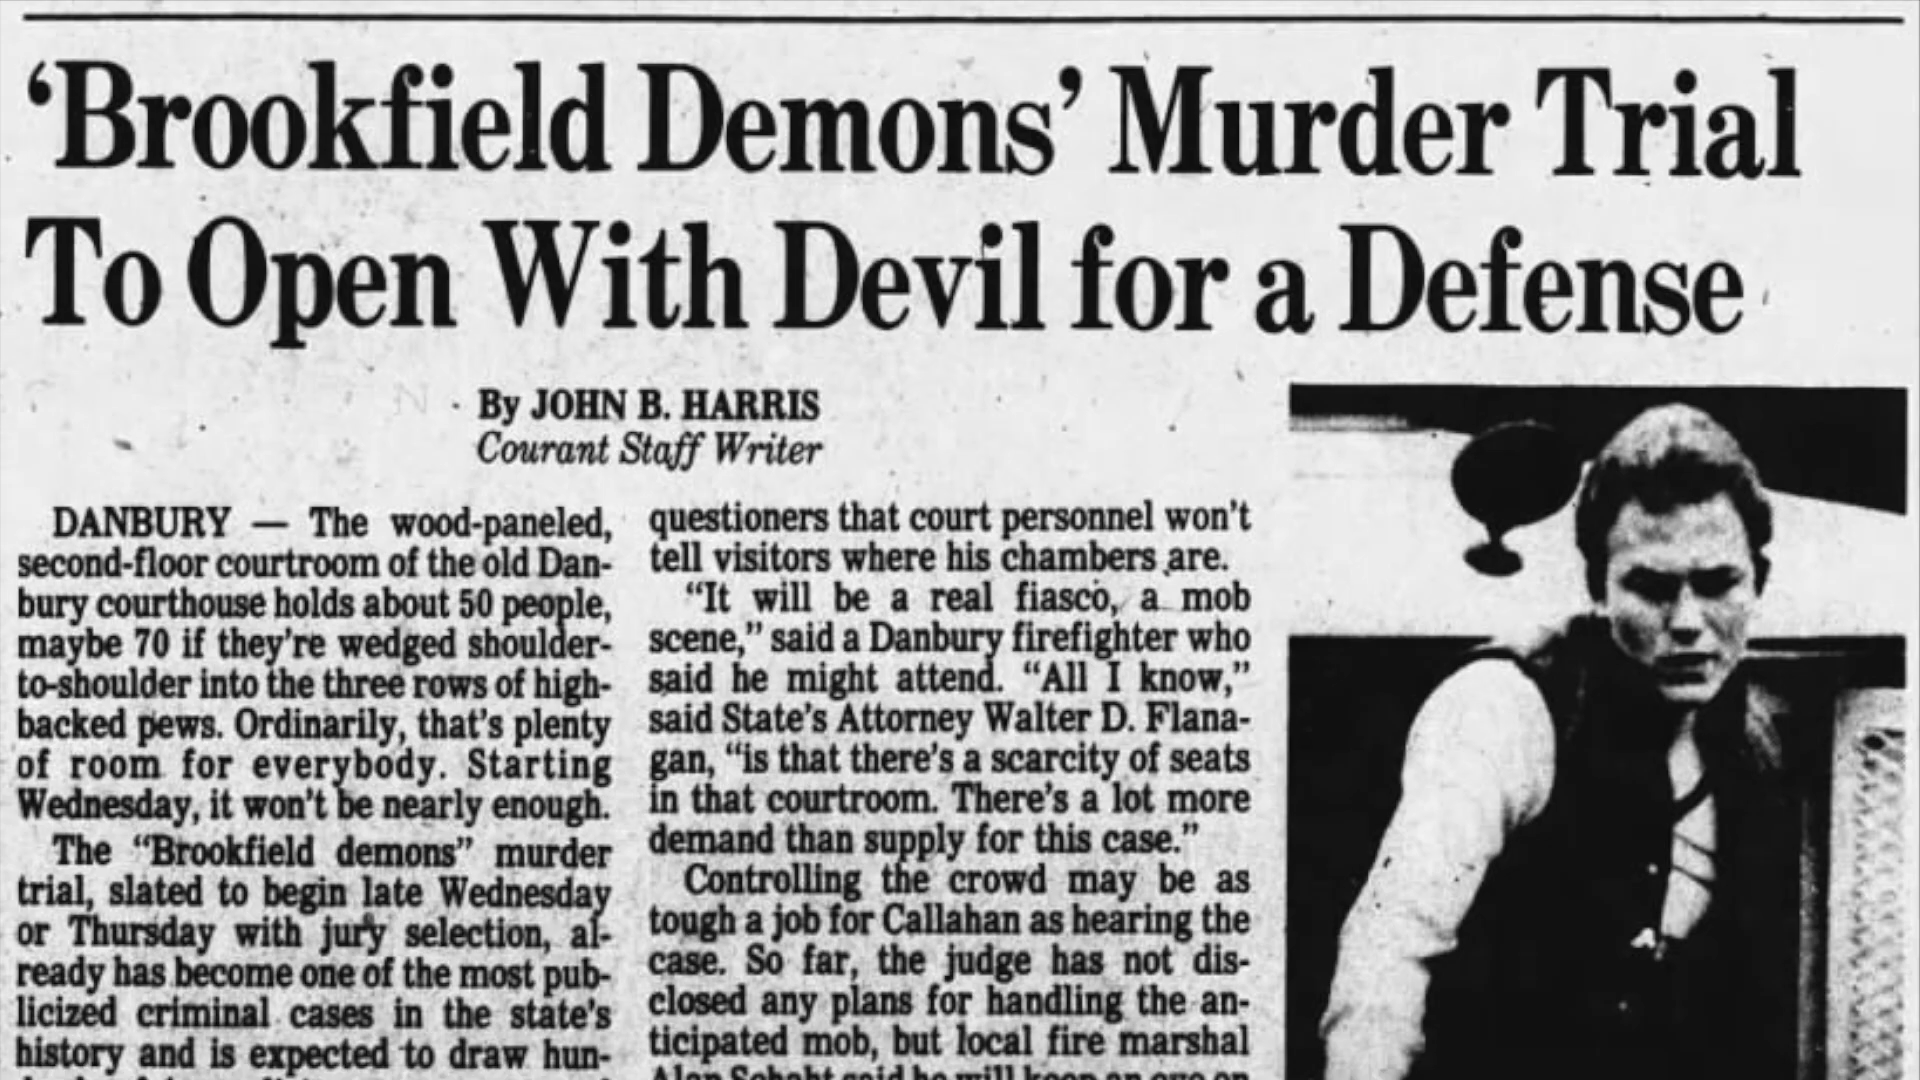 ‘Brookfield Demons’ Murder Trial
To Open With Devil for a Defense
By JOHN B. HARRIS
Courant Staff Writer
DANBURY — The wood-paneled,
second-floor courtroom of the old Dan-
bury courthouse holds about 50 people,
maybe 70 if they're wedged shoulder-
to-shoulder into the three rows of high-
backed pews. Ordinarily, that's plenty
of room for everybody. Starting
Wednesday, it won't be nearly enough.
The “Brookfield demons” murder
trial, slated to begin late Wednesday
or Thursday with jury selection, al-
ready has become one of the most pub-
licized criminal cases in the state's
history and is expected to draw hun-
questioners that court personnel won't
tell visitors where his chambers are.
“It will be a real fiasco, a mob
scene,” said a Danbury firefighter who
said he might attend. “All I know,”
said State's Attorney Walter D. Flana-
gan, “is that there's a scarcity of seats
in that courtroom. There's a lot more
demand than supply for this case.”
Controlling the crowd may be as
tough a job for Callahan as hearing the
case. So far, the judge has not dis-
closed any plans for handling the an-
ticipated mob, but local fire marshal
said he will keep an eye on